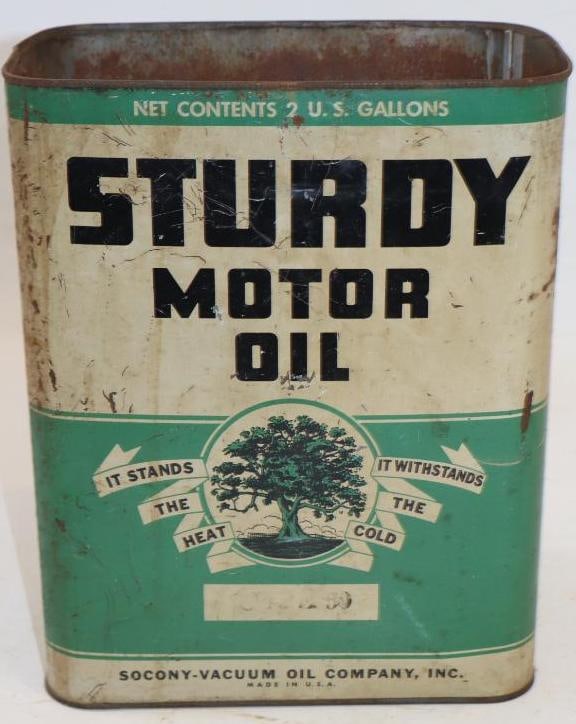 NET CONTENTS 2 U.S. GALLONS
STURDY
MOTOR
OIL
IT STANDS
THE
HEAT
IT WITHSTANDS
THE
COLD
SOCONY-VACUUM OIL COMPANY, INC.
MADE IN U.S.A.